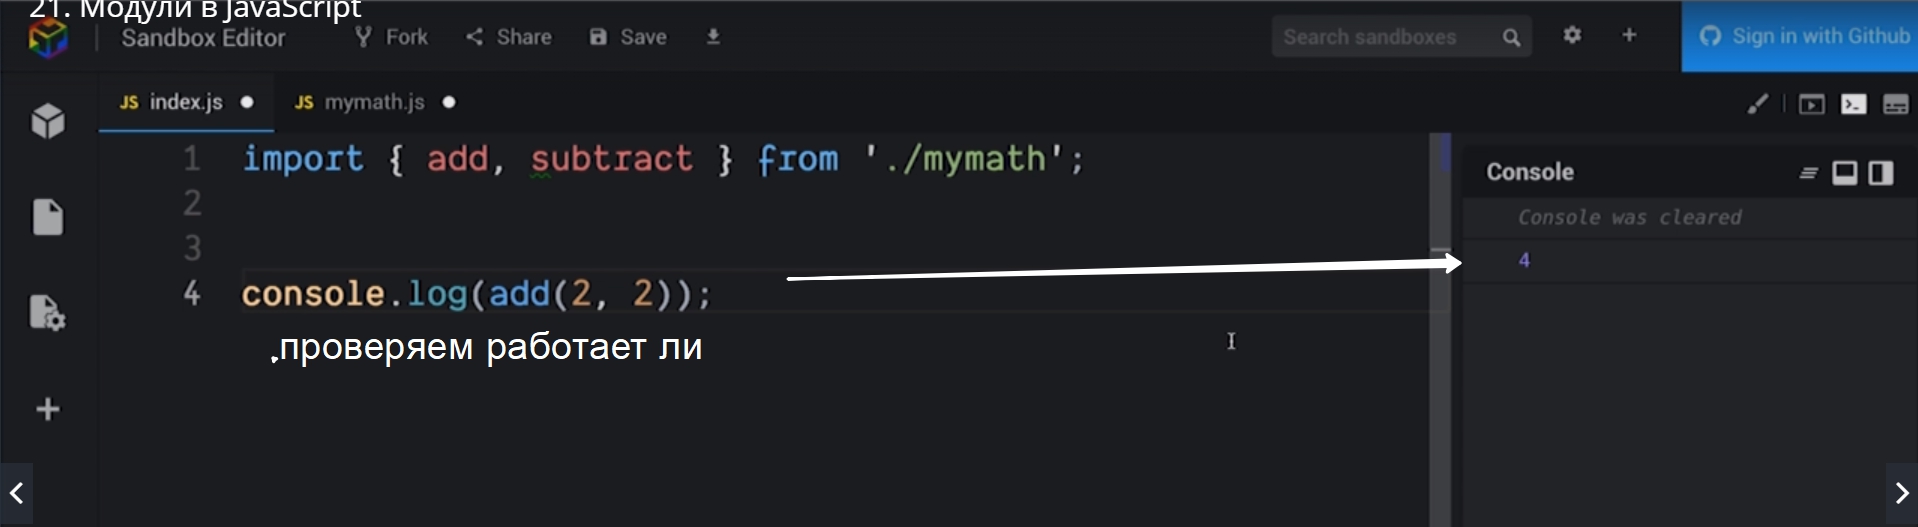 21. Модули в JavaScript
Sandbox Editor
Fork
Share
Save
Search sandboxes
Sign in with Github
JS index.js
JS mymath.js
1 import { add, subtract } from './mymath';
2
3
4 console.log(add(2, 2));
проверяем работает ли
Console
Console was cleared
4